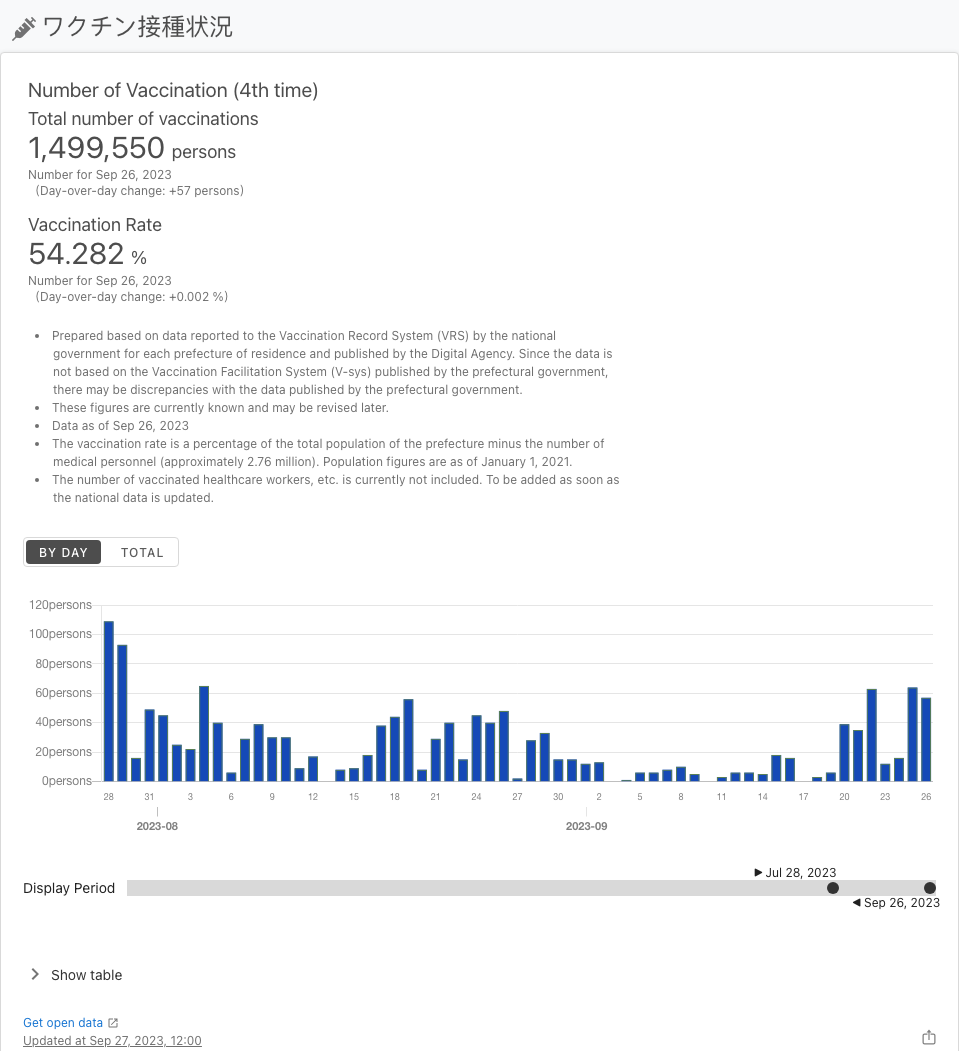 ワクチン接種状況
Number of Vaccination (4th time)
Total number of vaccinations
1,499,550 persons
Number for Sep 26, 2023
(Day-over-day change: +57 persons)
Vaccination Rate
54.282 %
Number for Sep 26, 2023
(Day-over-day change: +0.002 %)
• Prepared based on data reported to the Vaccination Record System (VRS) by the national
government for each prefecture of residence and published by the Digital Agency. Since the data is
not based on the Vaccination Facilitation System (V-sys) published by the prefectural government,
there may be discrepancies with the data published by the prefectural government.
• These figures are currently known and may be revised later.
• Data as of Sep 26, 2023
• The vaccination rate is a percentage of the total population of the prefecture minus the number of
medical personnel (approximately 2.76 million). Population figures are as of January 1, 2021.
• The number of vaccinated healthcare workers, etc. is currently not included. To be added as soon as
the national data is updated.
BY DAY TOTAL
120persons
100persons
80persons
60persons
40persons
20persons
0persons
28 31 3 6 9 12 15 18 21 24 27 30 2 5 8 11 14 17 20 23 26
2023-08 2023-09
Jul 28, 2023
Display Period
Sep 26, 2023
Show table
Get open data
Updated at Sep 27, 2023, 12:00